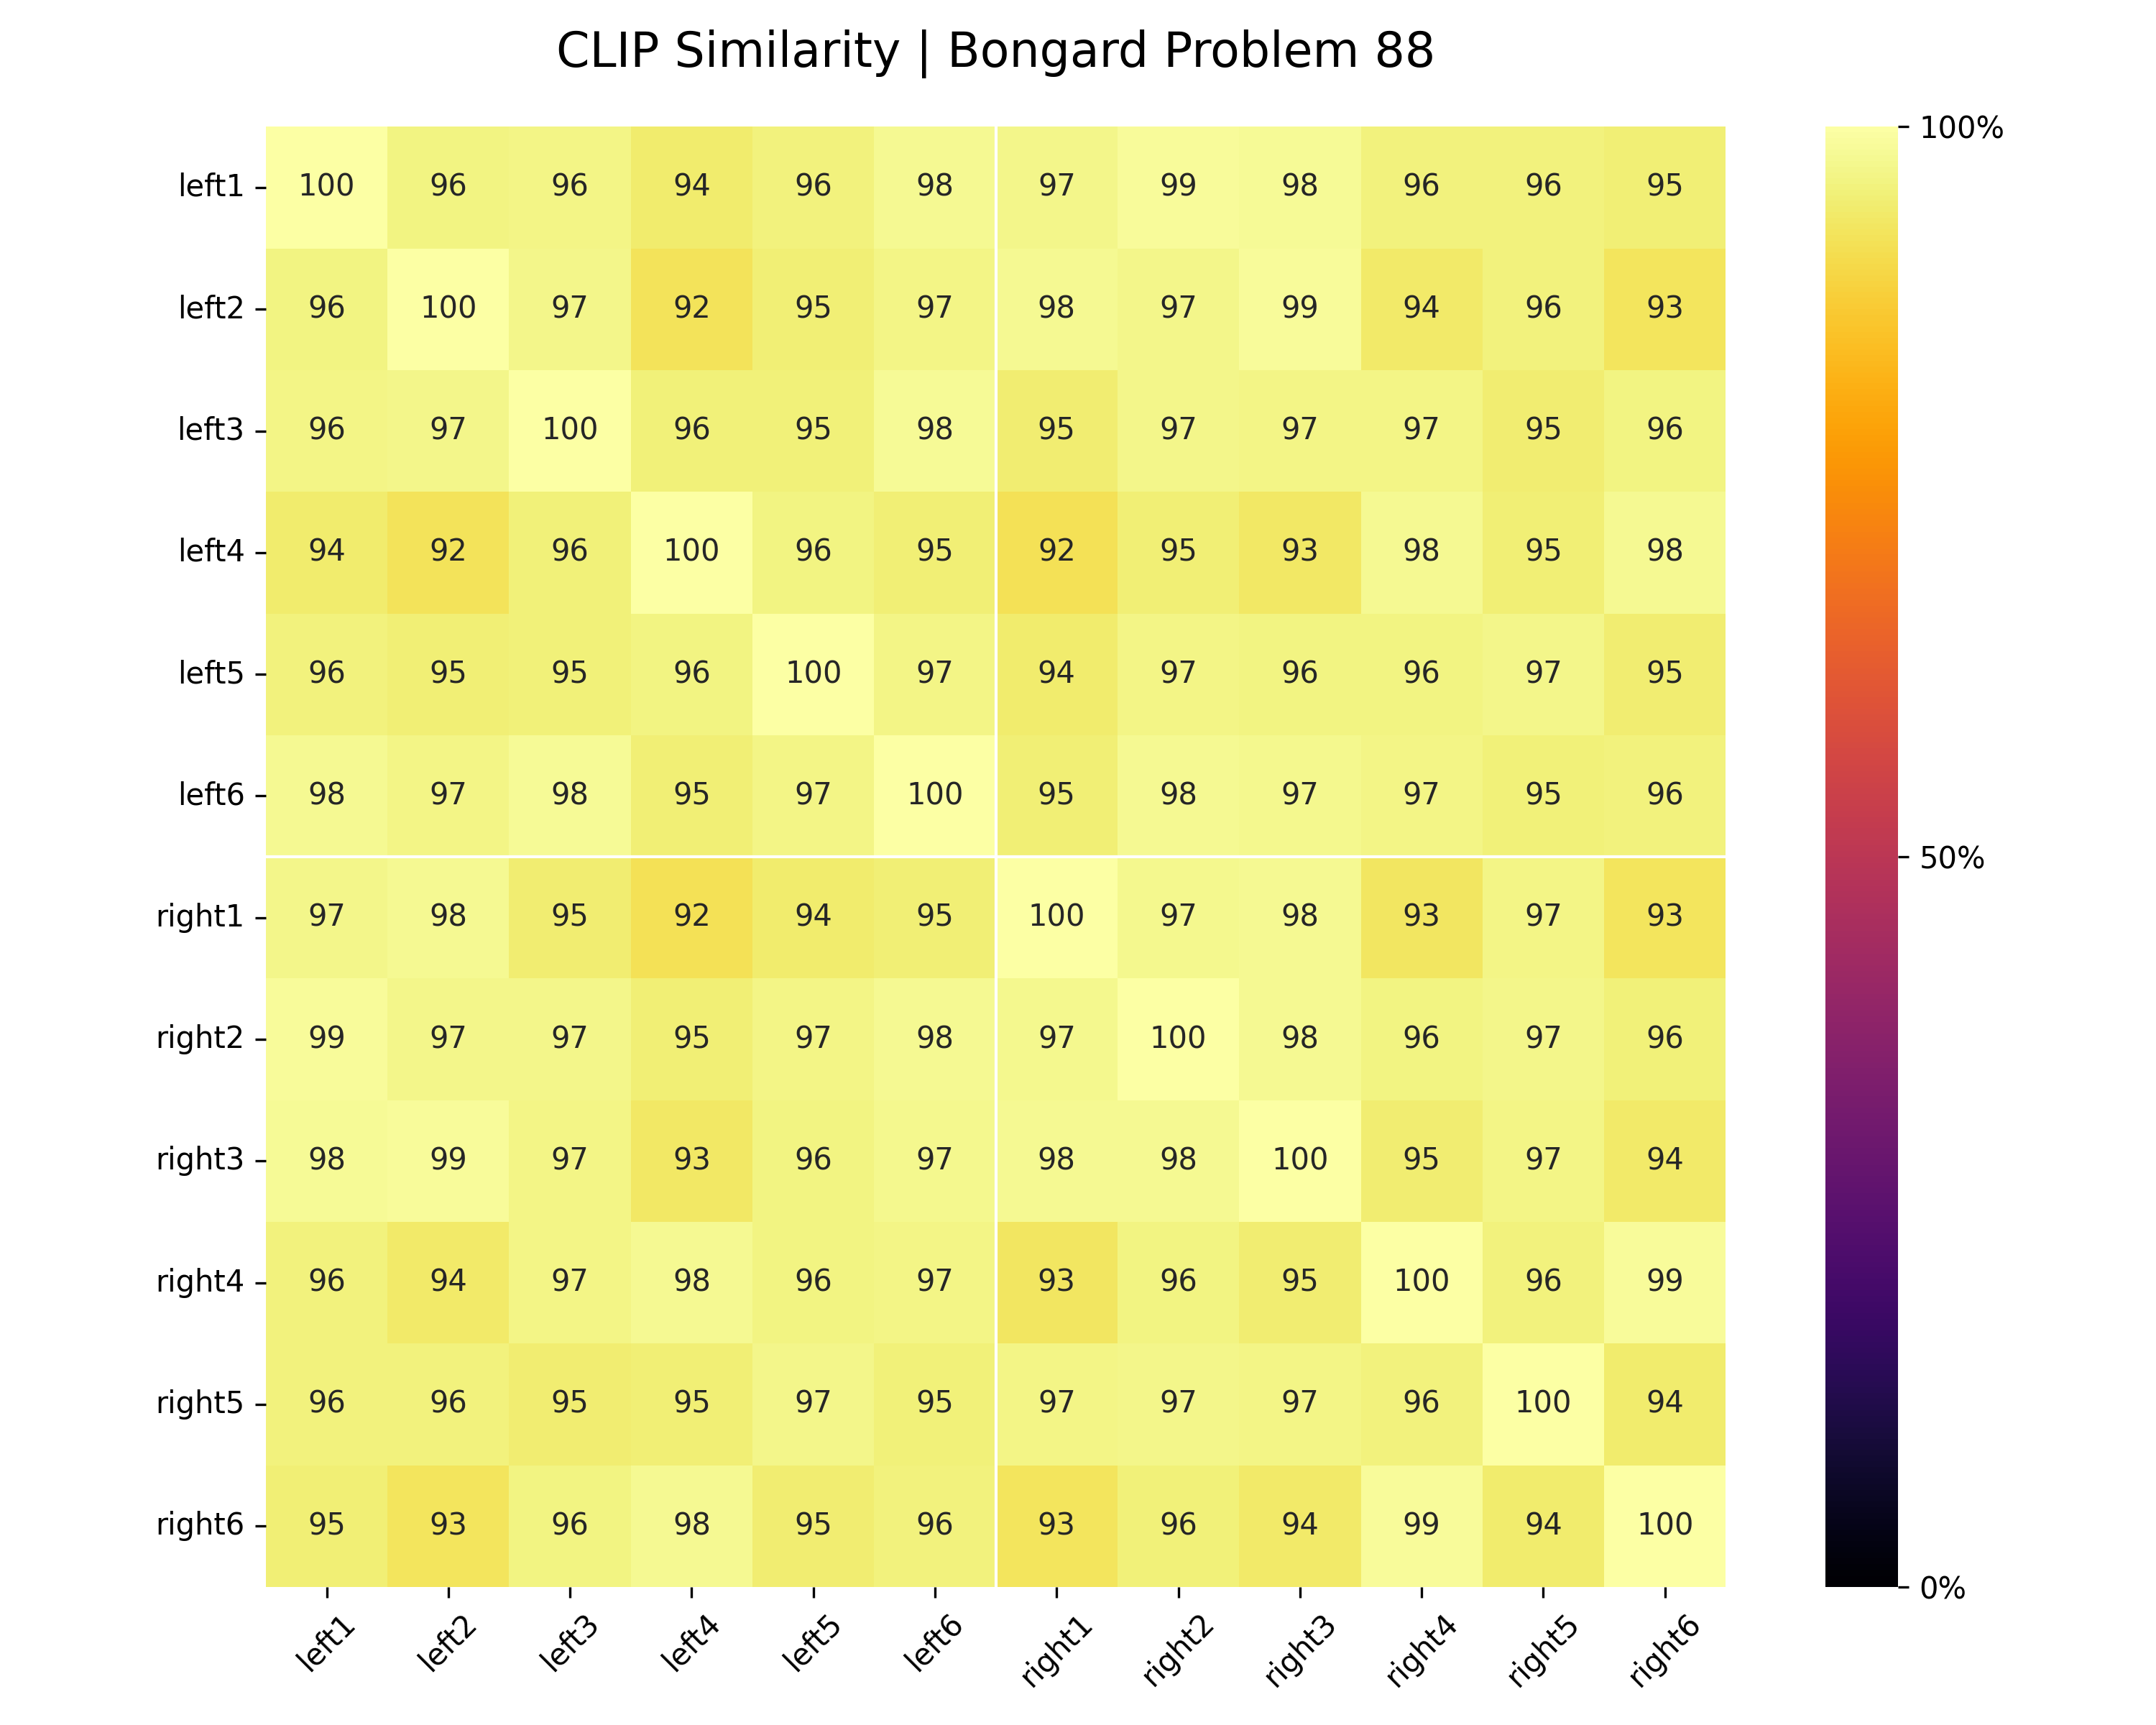 CLIP Similarity | Bongard Problem 88
left1 100 96 96 94 96 98 97 99 98 96 96 95
left2 96 100 97 92 95 97 98 97 99 94 96 93
left3 96 97 100 96 95 98 95 97 97 97 95 96
left4 94 92 96 100 96 95 92 95 93 98 95 98
left5 96 95 95 96 100 97 94 97 96 96 97 95
left6 98 97 98 95 97 100 95 98 97 97 95 96
right1 97 98 95 92 94 95 100 97 98 93 97 93
right2 99 97 97 95 97 98 97 100 98 96 97 96
right3 98 99 97 93 96 97 98 98 100 95 97 94
right4 96 94 97 98 96 97 93 96 95 100 96 99
right5 96 96 95 95 97 95 97 97 97 96 100 94
right6 95 93 96 98 95 96 93 96 94 99 94 100
left1 left2 left3 left4 left5 left6 right1 right2 right3 right4 right5 right6
100%
50%
0%